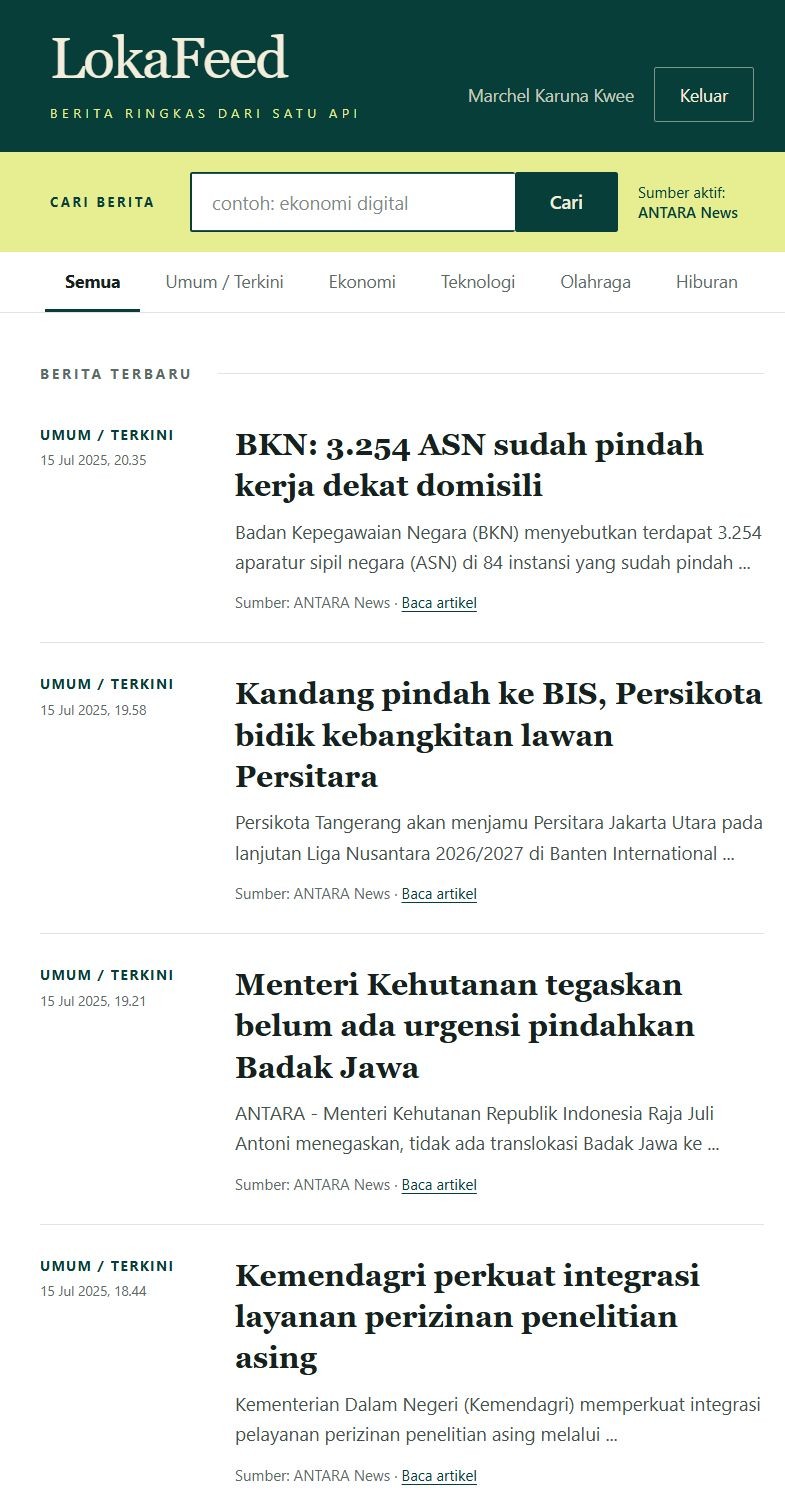 LokaFeed
BERITA RINGKAS DARI SATU API
Marchel Karuna Kwee
Keluar
CARI BERITA
contoh: ekonomi digital
Cari
Sumber aktif:
ANTARA News
Semua
Umum / Terkini
Ekonomi
Teknologi
Olahraga
Hiburan
BERITA TERBARU
UMUM / TERKINI
15 Jul 2025, 20.35
BKN: 3.254 ASN sudah pindah
kerja dekat domisili
Badan Kepegawaian Negara (BKN) menyebutkan terdapat 3.254
aparatur sipil negara (ASN) di 84 instansi yang sudah pindah ...
Sumber: ANTARA News · Baca artikel
UMUM / TERKINI
15 Jul 2025, 19.58
Kandang pindah ke BIS, Persikota
bidik kebangkitan lawan
Persitara
Persikota Tangerang akan menjamu Persitara Jakarta Utara pada
lanjutan Liga Nusantara 2026/2027 di Banten International ...
Sumber: ANTARA News · Baca artikel
UMUM / TERKINI
15 Jul 2025, 19.21
Menteri Kehutanan tegaskan
belum ada urgensi pindahkan
Badak Jawa
ANTARA - Menteri Kehutanan Republik Indonesia Raja Juli
Antoni menegaskan, tidak ada translokasi Badak Jawa ke ...
Sumber: ANTARA News · Baca artikel
UMUM / TERKINI
15 Jul 2025, 18.44
Kemendagri perkuat integrasi
layanan perizinan penelitian
asing
Kementerian Dalam Negeri (Kemendagri) memperkuat integrasi
pelayanan perizinan penelitian asing melalui ...
Sumber: ANTARA News · Baca artikel